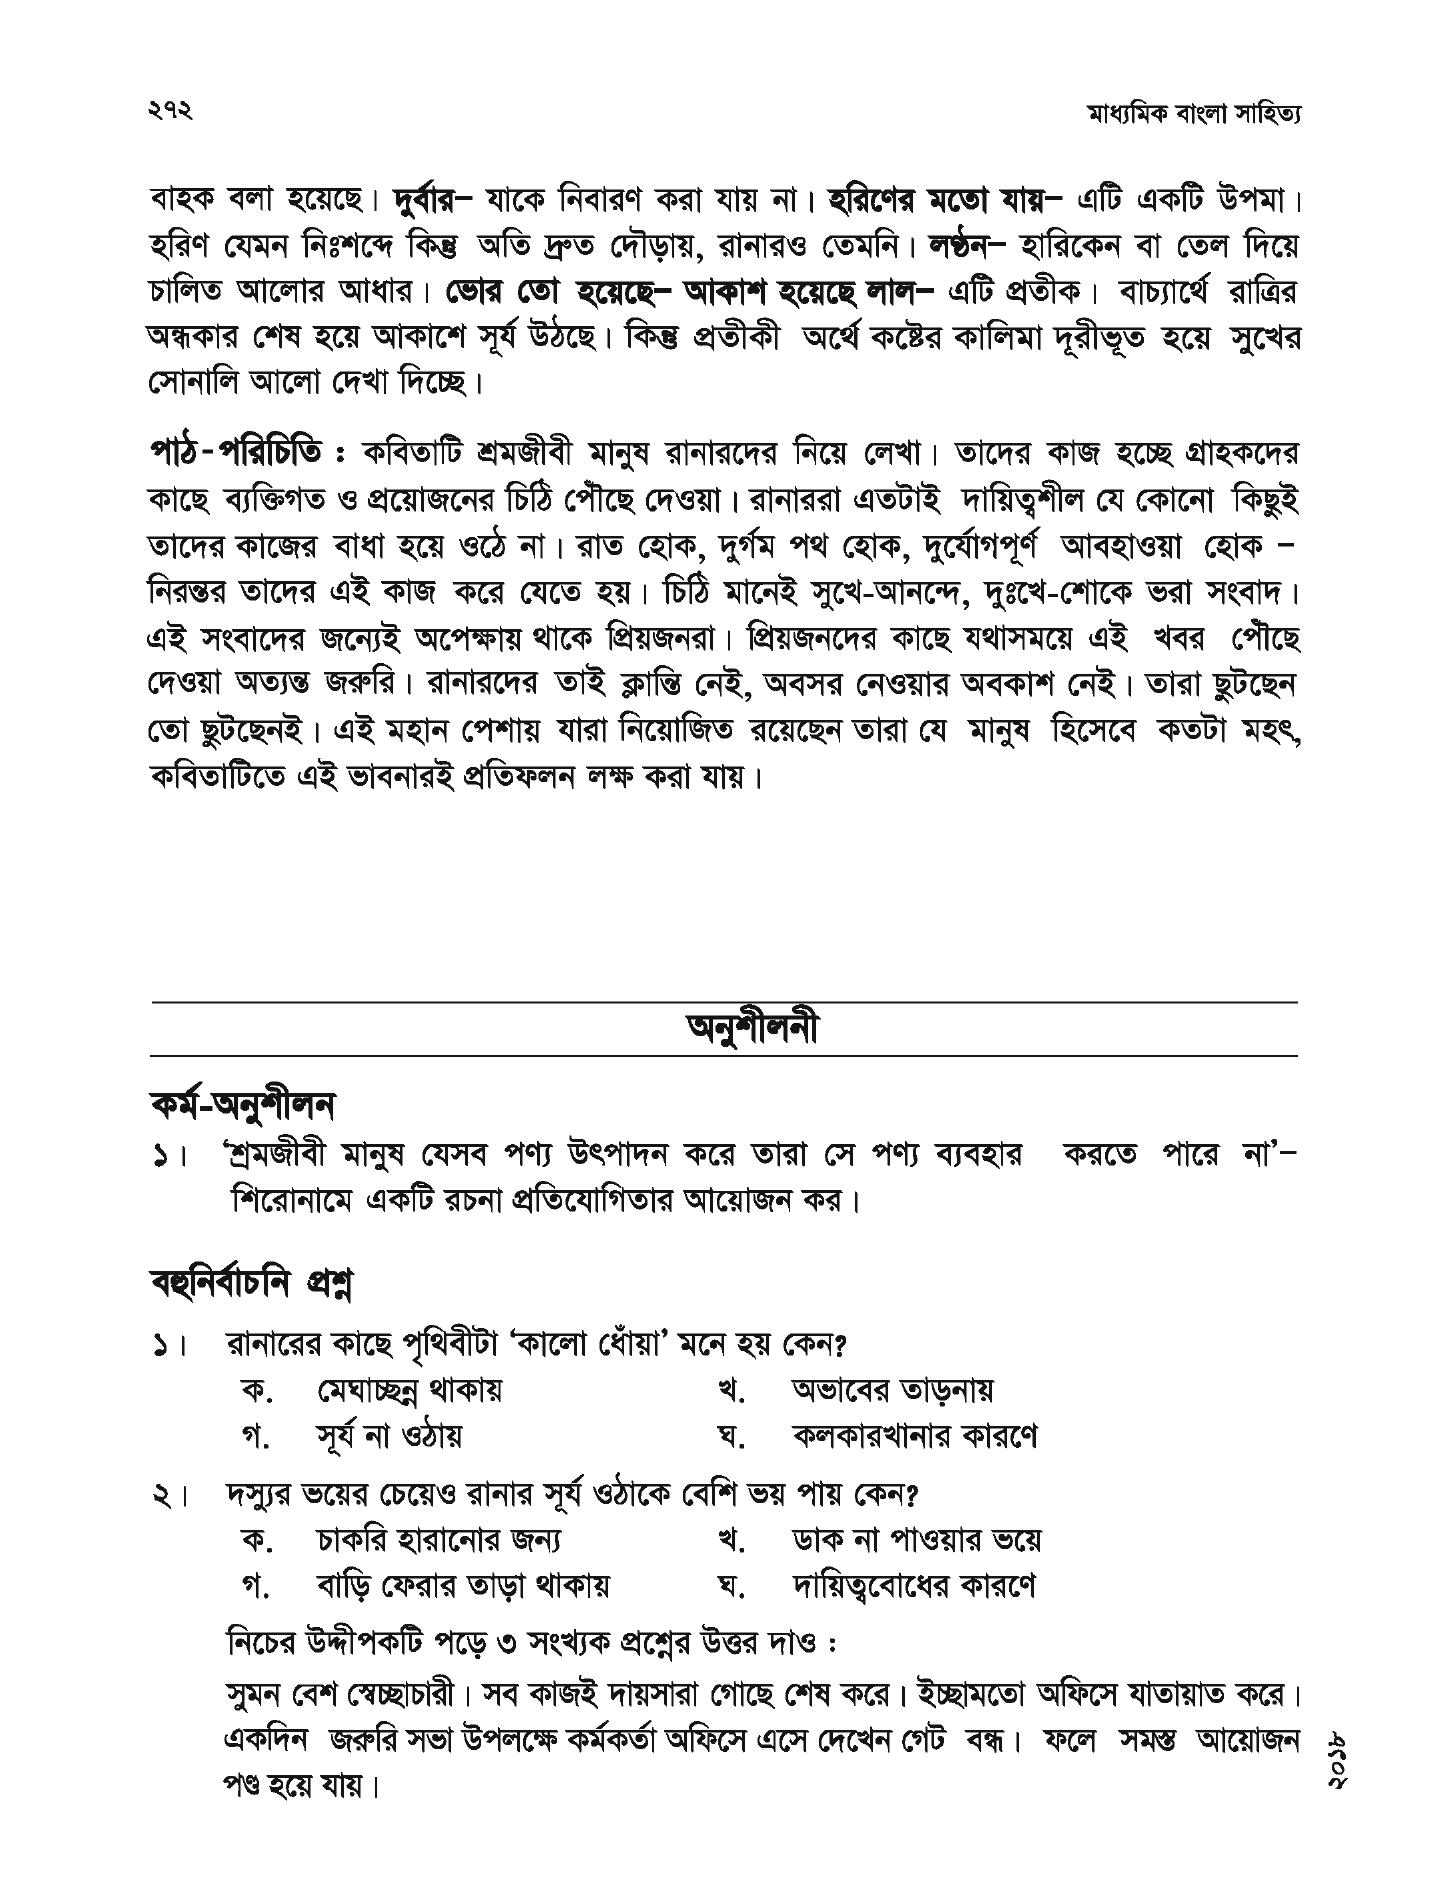 ২৭২
মাধ্যমিক বাংলা সাহিত্য
বাহক বলা হয়েছে। দুর্বার– যাকে নিবারণ করা যায় না। হরিণের মতো যায়– এটি একটি উপমা।
হরিণ যেমন নিঃশব্দে কিন্তু অতি দ্রুত দৌড়ায়, রানারও তেমনি। লণ্ঠন– হারিকেন বা তেল দিয়ে
চালিত আলোর আধার। ভোর তো হয়েছে– আকাশ হয়েছে লাল– এটি প্রতীক। বাচ্যার্থে রাত্রির
অন্ধকার শেষ হয়ে আকাশে সূর্য উঠছে। কিন্তু প্রতীকী অর্থে কষ্টের কালিমা দূরীভূত হয়ে সুখের
সোনালি আলো দেখা দিচ্ছে।
পাঠ-পরিচিতি : কবিতাটি শ্রমজীবী মানুষ রানারদের নিয়ে লেখা। তাদের কাজ হচ্ছে গ্রাহকদের
কাছে ব্যক্তিগত ও প্রয়োজনের চিঠি পৌঁছে দেওয়া। রানাররা এতটাই দায়িত্বশীল যে কোনো কিছুই
তাদের কাজের বাধা হয়ে ওঠে না। রাত হোক, দুর্গম পথ হোক, দুর্যোগপূর্ণ আবহাওয়া হোক –
নিরন্তর তাদের এই কাজ করে যেতে হয়। চিঠি মানেই সুখে-আনন্দে, দুঃখে-শোকে ভরা সংবাদ।
এই সংবাদের জন্যেই অপেক্ষায় থাকে প্রিয়জনরা। প্রিয়জনদের কাছে যথাসময়ে এই খবর পৌঁছে
দেওয়া অত্যন্ত জরুরি। রানারদের তাই ক্লান্তি নেই, অবসর নেওয়ার অবকাশ নেই। তারা ছুটছেন
তো ছুটছেনই। এই মহান পেশায় যারা নিয়োজিত রয়েছেন তারা যে মানুষ হিসেবে কতটা মহৎ,
কবিতাটিতে এই ভাবনারই প্রতিফলন লক্ষ করা যায়।
অনুশীলনী
কর্ম-অনুশীলন
১। ‘শ্রমজীবী মানুষ যেসব পণ্য উৎপাদন করে তারা সে পণ্য ব্যবহার করতে পারে না’–
শিরোনামে একটি রচনা প্রতিযোগিতার আয়োজন কর।
বহুনির্বাচনি প্রশ্ন
১। রানারের কাছে পৃথিবীটা ‘কালো ধোঁয়া’ মনে হয় কেন?
ক. মেঘাচ্ছন্ন থাকায় খ. অভাবের তাড়নায়
গ. সূর্য না ওঠায় ঘ. কলকারখানার কারণে
২। দস্যুর ভয়ের চেয়েও রানার সূর্য ওঠাকে বেশি ভয় পায় কেন?
ক. চাকরি হারানোর জন্য খ. ডাক না পাওয়ার ভয়ে
গ. বাড়ি ফেরার তাড়া থাকায় ঘ. দায়িত্ববোধের কারণে
নিচের উদ্দীপকটি পড়ে ৩ সংখ্যক প্রশ্নের উত্তর দাও :
সুমন বেশ স্বেচ্ছাচারী। সব কাজই দায়সারা গোছে শেষ করে। ইচ্ছামতো অফিসে যাতায়াত করে।
একদিন জরুরি সভা উপলক্ষে কর্মকর্তা অফিসে এসে দেখেন গেট বন্ধ। ফলে সমস্ত আয়োজন
পণ্ড হয়ে যায়।
২০১৮